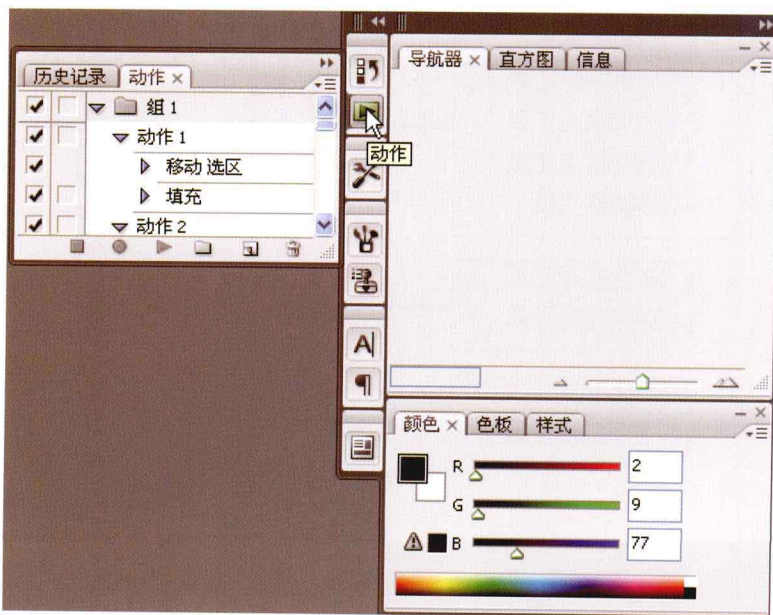 历史记录 动作 ×
组 1
动作 1
移动 选区
填充
动作 2
动作
A
导航器 × 直方图 信息
颜色 × 色板 样式
R 2
G 9
B 77